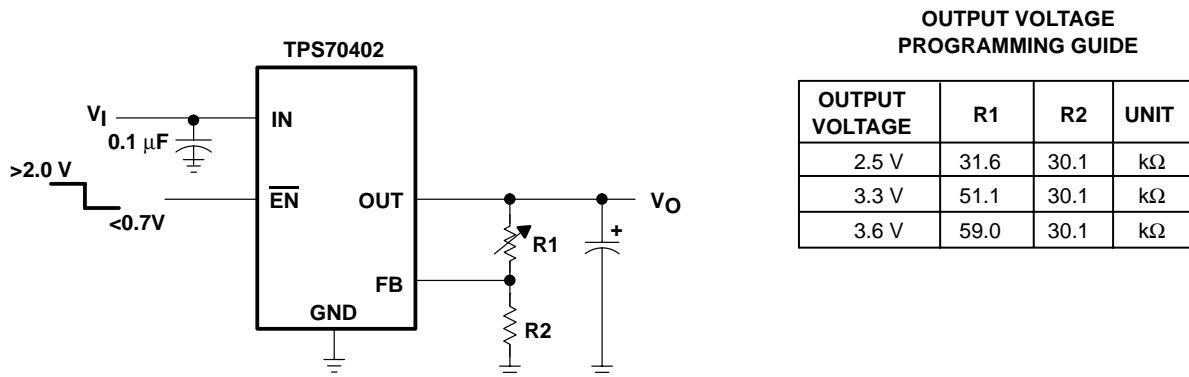 TPS70402
VI
IN
0.1 μF
>2.0 V
<0.7V
EN
OUT
VO
R1
FB
GND
R2
+
OUTPUT VOLTAGE
PROGRAMMING GUIDE
OUTPUT
VOLTAGE R1 R2 UNIT
2.5 V 31.6 30.1 kΩ
3.3 V 51.1 30.1 kΩ
3.6 V 59.0 30.1 kΩ